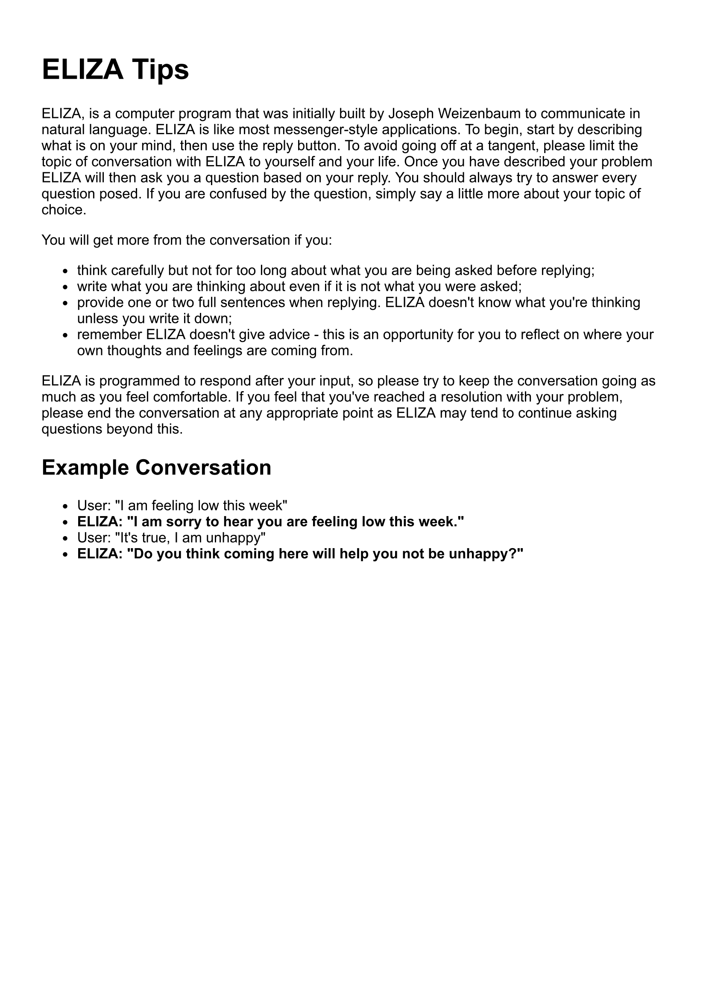 ELIZA Tips
ELIZA, is a computer program that was initially built by Joseph Weizenbaum to communicate in
natural language. ELIZA is like most messenger-style applications. To begin, start by describing
what is on your mind, then use the reply button. To avoid going off at a tangent, please limit the
topic of conversation with ELIZA to yourself and your life. Once you have described your problem
ELIZA will then ask you a question based on your reply. You should always try to answer every
question posed. If you are confused by the question, simply say a little more about your topic of
choice.
You will get more from the conversation if you:
• think carefully but not for too long about what you are being asked before replying;
• write what you are thinking about even if it is not what you were asked;
• provide one or two full sentences when replying. ELIZA doesn't know what you're thinking
unless you write it down;
• remember ELIZA doesn't give advice - this is an opportunity for you to reflect on where your
own thoughts and feelings are coming from.
ELIZA is programmed to respond after your input, so please try to keep the conversation going as
much as you feel comfortable. If you feel that you've reached a resolution with your problem,
please end the conversation at any appropriate point as ELIZA may tend to continue asking
questions beyond this.
Example Conversation
• User: "I am feeling low this week"
• ELIZA: "I am sorry to hear you are feeling low this week."
• User: "It's true, I am unhappy"
• ELIZA: "Do you think coming here will help you not be unhappy?"